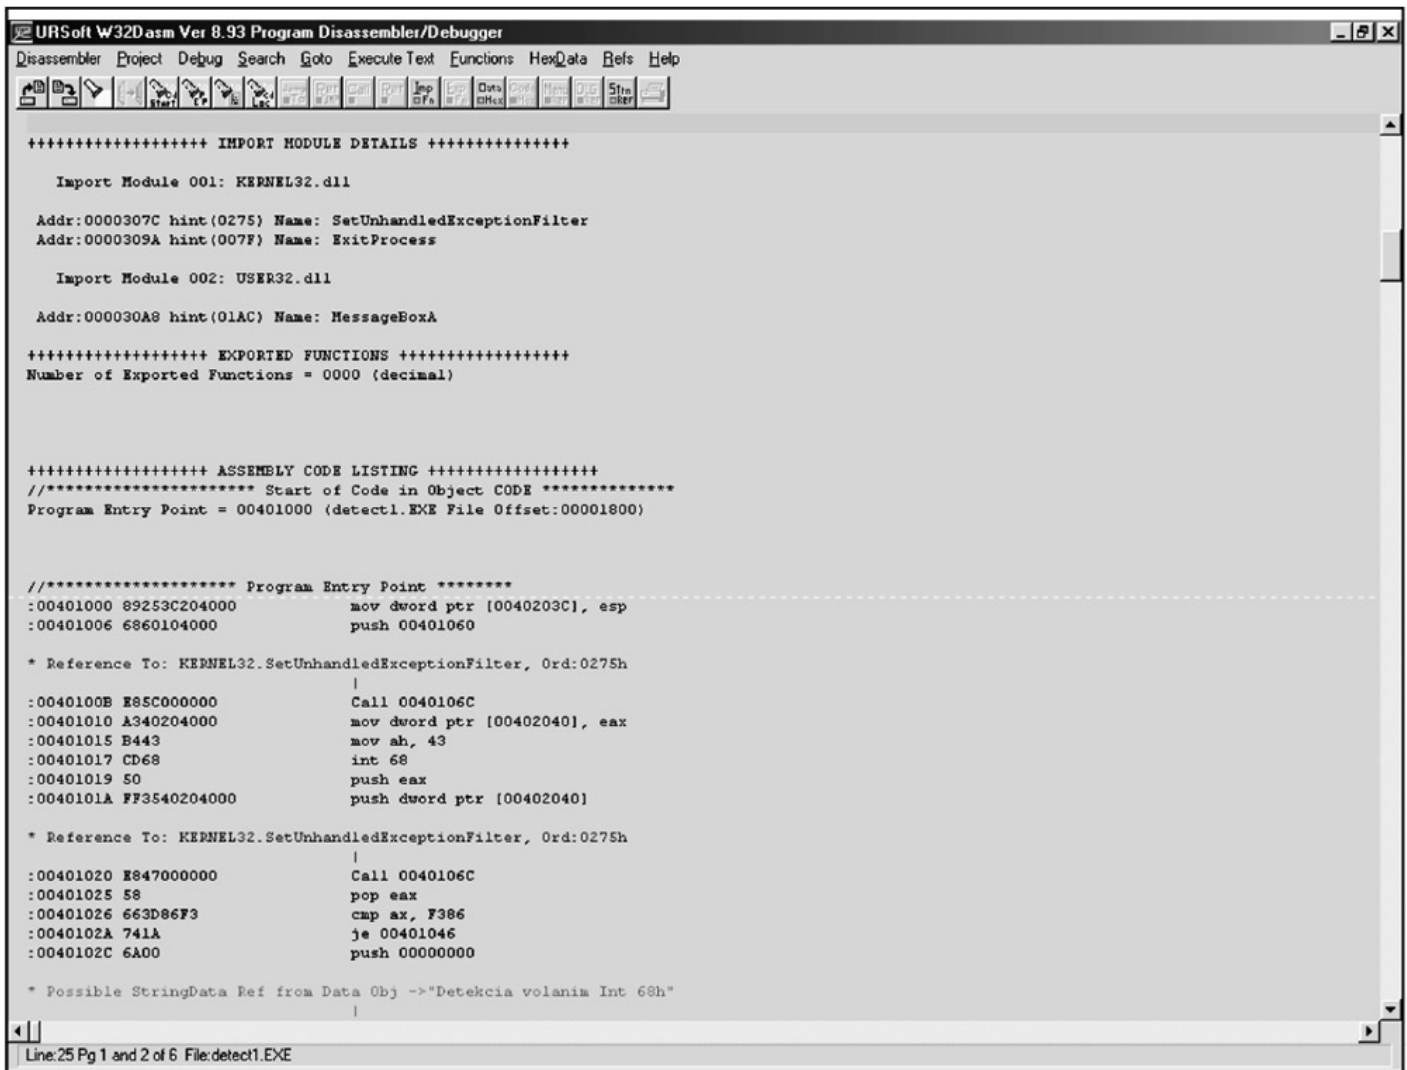 URSoft W32Dasm Ver 8.93 Program Disassembler/Debugger
Disassembler Project Debug Search Goto Execute Text Functions HexData Refs Help
Imp Fn Data Hex Strn Ref
++++++++++++++++++ IMPORT MODULE DETAILS +++++++++++++++
Import Module 001: KERNEL32.dll
Addr:0000307C hint(0275) Name: SetUnhandledExceptionFilter
Addr:0000309A hint(007F) Name: ExitProcess
Import Module 002: USER32.dll
Addr:000030A8 hint(01AC) Name: MessageBoxA
+++++++++++++++++++ EXPORTED FUNCTIONS ++++++++++++++++++
Number of Exported Functions = 0000 (decimal)
+++++++++++++++++++ ASSEMBLY CODE LISTING ++++++++++++++++++
//********************** Start of Code in Object CODE **************
Program Entry Point = 00401000 (detect1.EXE File Offset:00001800)
//******************** Program Entry Point ********
:00401000 89253C204000 mov dword ptr [0040203C], esp
:00401006 6860104000 push 00401060
* Reference To: KERNEL32.SetUnhandledExceptionFilter, Ord:0275h
|
:0040100B E85C000000 Call 0040106C
:00401010 A340204000 mov dword ptr [00402040], eax
:00401015 B443 mov ah, 43
:00401017 CD68 int 68
:00401019 50 push eax
:0040101A FF3540204000 push dword ptr [00402040]
* Reference To: KERNEL32.SetUnhandledExceptionFilter, Ord:0275h
|
:00401020 E847000000 Call 0040106C
:00401025 58 pop eax
:00401026 663D86F3 cmp ax, F386
:0040102A 741A je 00401046
:0040102C 6A00 push 00000000
* Possible StringData Ref from Data Obj ->"Detekcia volanim Int 68h"
|
Line:25 Pg 1 and 2 of 6 File:detect1.EXE